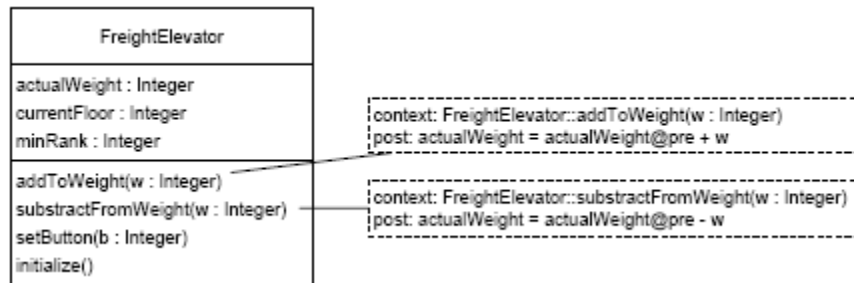 FreightElevator
actualWeight : Integer
currentFloor : Integer
minRank : Integer
addToWeight(w : Integer)
substractFromWeight(w : Integer)
setButton(b : Integer)
initialize()
context: FreightElevator::addToWeight(w : Integer)
post: actualWeight = actualWeight@pre + w
context: FreightElevator::substractFromWeight(w : Integer)
post: actualWeight = actualWeight@pre - w